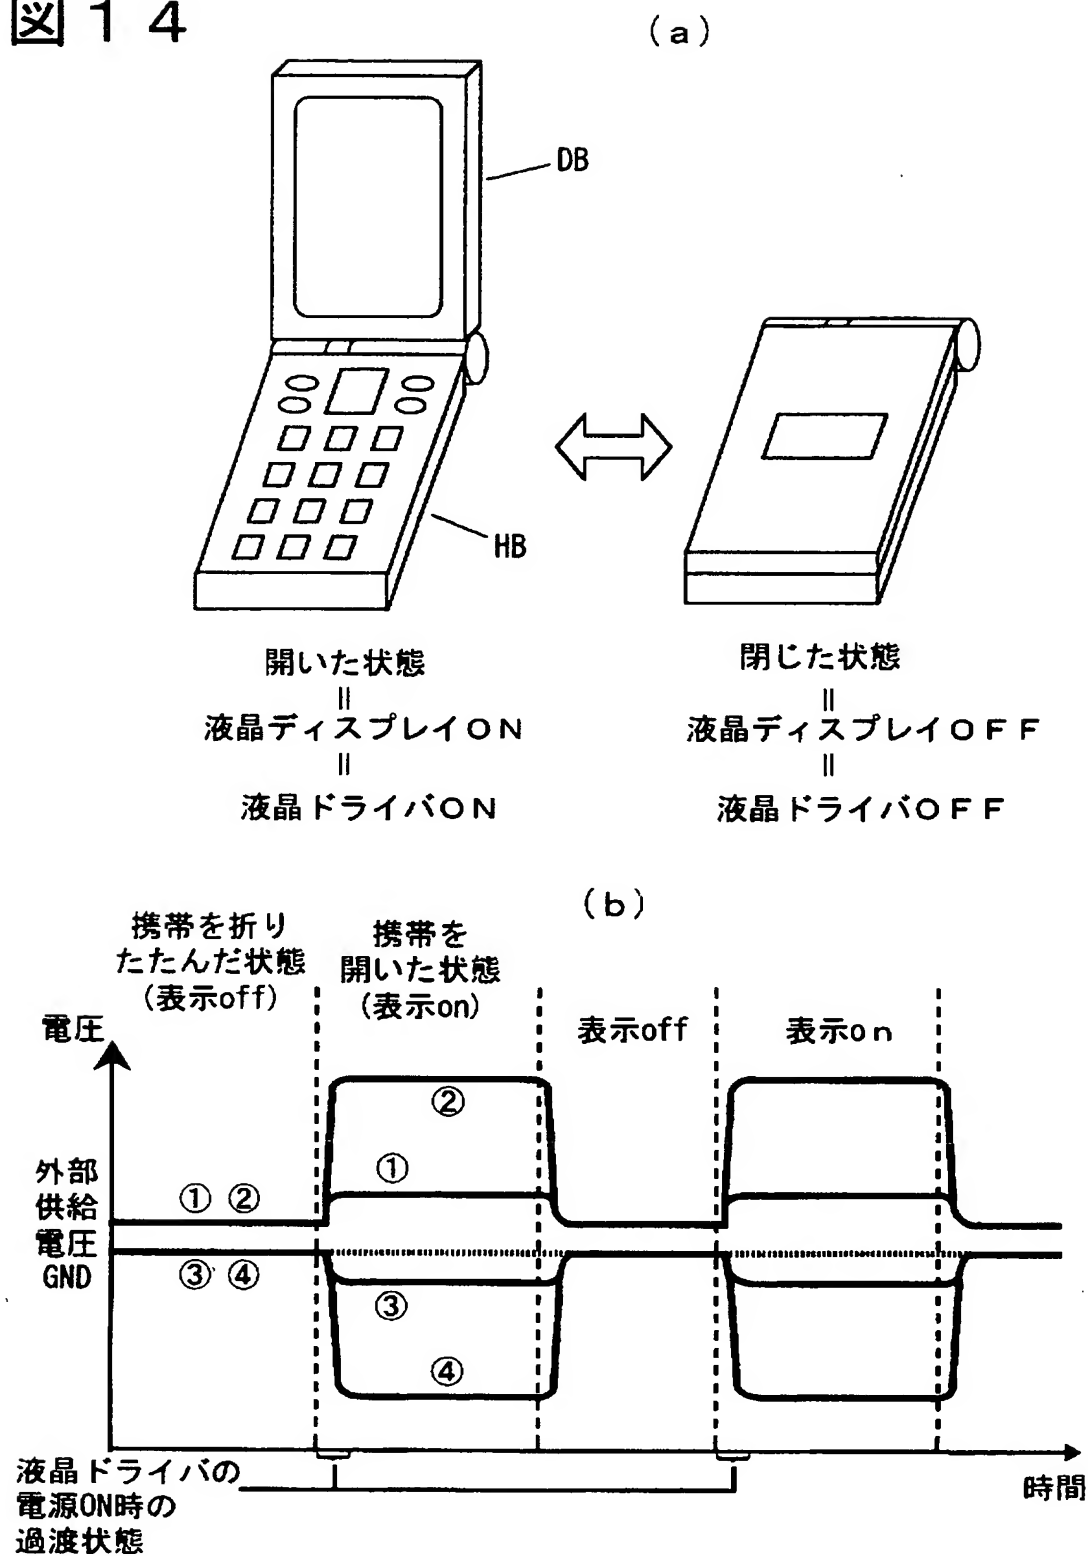 図14
(a)
DB
HB
開いた状態
=
液晶ディスプレイON
=
液晶ドライバON
閉じた状態
=
液晶ディスプレイOFF
=
液晶ドライバOFF
(b)
携帯を折り
たたんだ状態
(表示off)
携帯を
開いた状態
(表示on)
表示off
表示on
電圧
外部
供給
電圧
GND
① ②
③ ④
②
①
③
④
液晶ドライバの
電源ON時の
過渡状態
時間